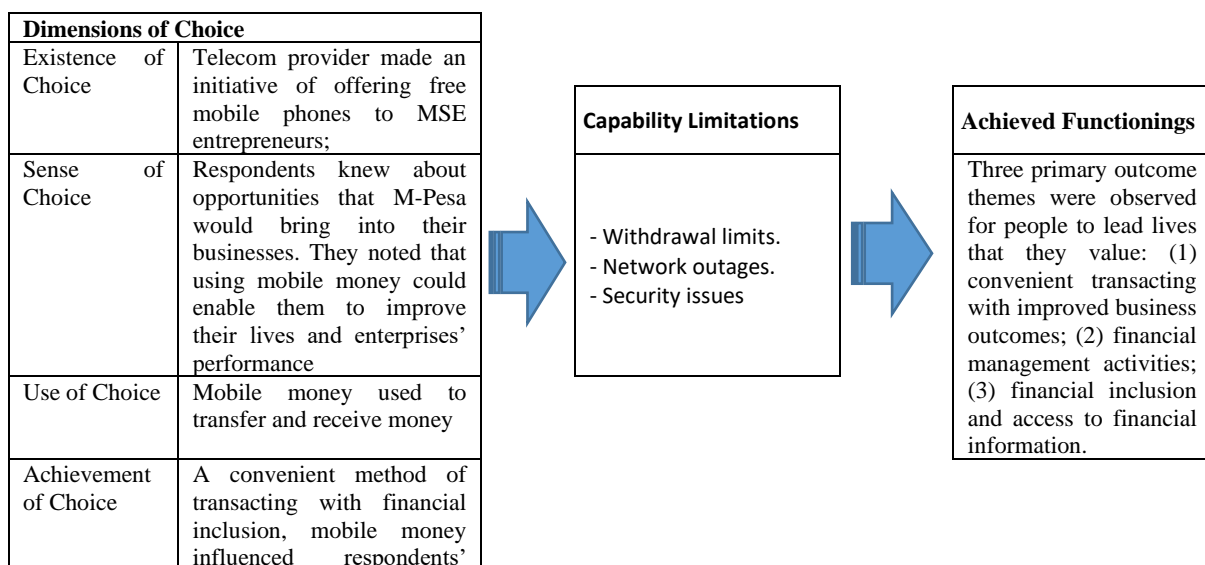 Dimensions of Choice
Existence of Choice
Telecom provider made an
initiative of offering free
mobile phones to MSE
entrepreneurs;
Sense of Choice
Respondents knew about
opportunities that M-Pesa
would bring into their
businesses. They noted that
using mobile money could
enable them to improve
their lives and enterprises'
performance
Use of Choice
Mobile money used to
transfer and receive money
Achievement
of Choice
A convenient method of
transacting with financial
inclusion, mobile money
influenced respondents'
Capability Limitations
- Withdrawal limits.
- Network outages.
- Security issues
Achieved Functionings
Three primary outcome
themes were observed
for people to lead lives
that they value: (1)
convenient transacting
with improved business
outcomes; (2) financial
management activities;
(3) financial inclusion
and access to financial
information.